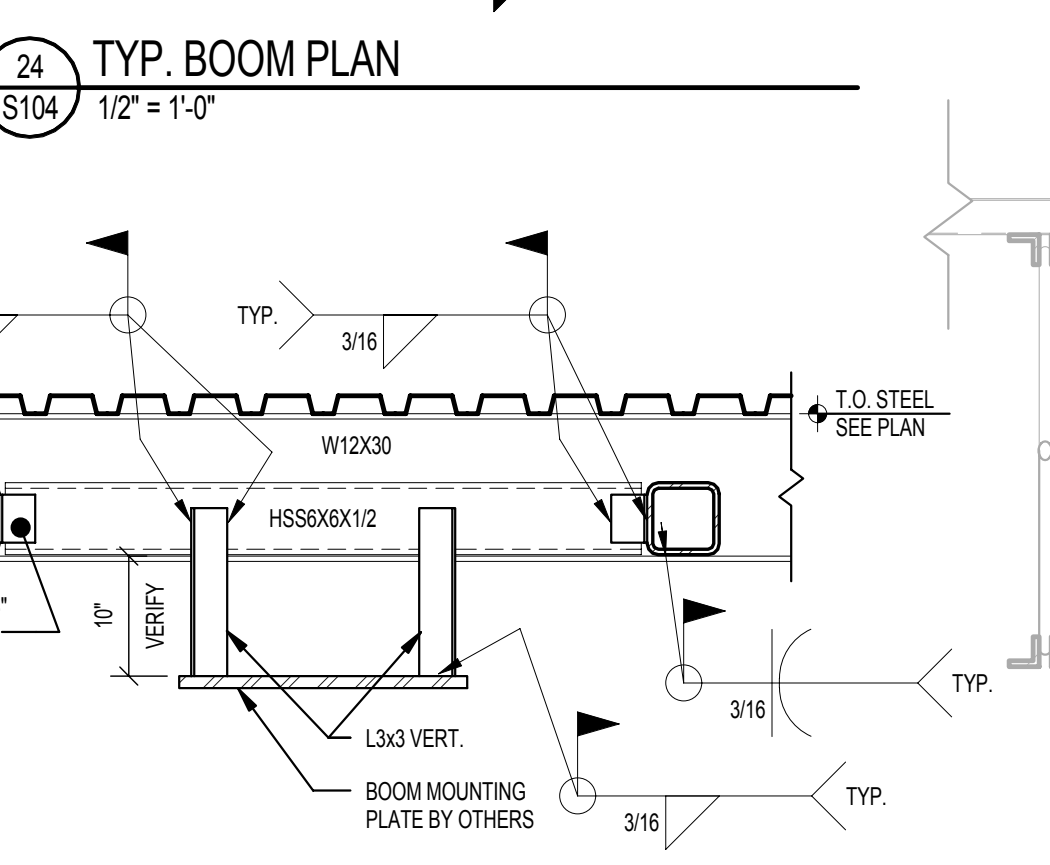 24
S104
TYP. BOOM PLAN
1/2" = 1'-0"
TYP.
3/16
T.O. STEEL
SEE PLAN
W12X30
HSS6X6X1/2
"
10"
VERIFY
TYP.
3/16
L3x3 VERT.
BOOM MOUNTING
PLATE BY OTHERS
TYP.
3/16